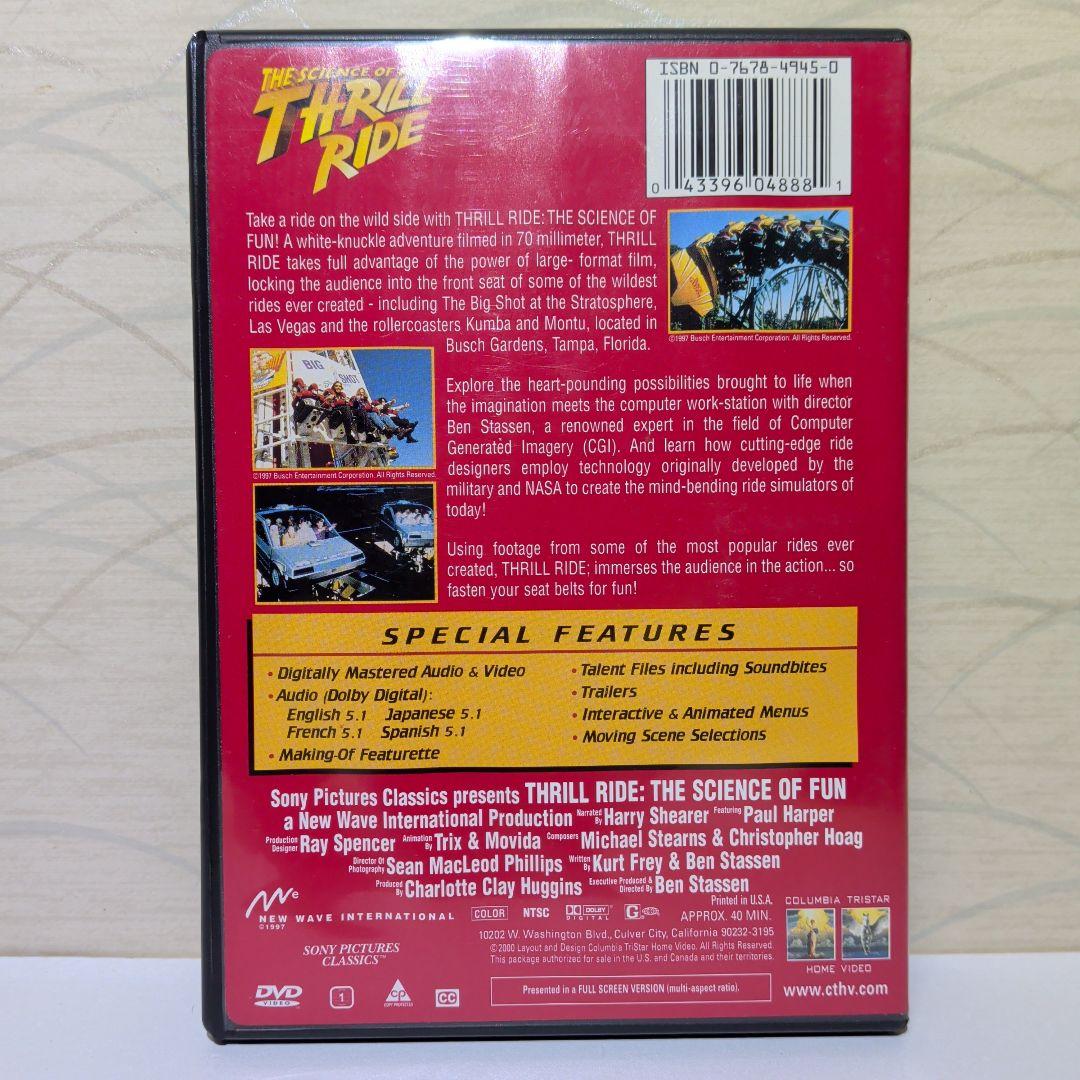 THE SCIENCE OF
THRILL
RIDE
ISBN 0-7678-4945-0
0 43396 04888 1
Take a ride on the wild side with THRILL RIDE: THE SCIENCE OF
FUN! A white-knuckle adventure filmed in 70 millimeter, THRILL
RIDE takes full advantage of the power of large- format film,
locking the audience into the front seat of some of the wildest
rides ever created - including The Big Shot at the Stratosphere,
Las Vegas and the rollercoasters Kumba and Montu, located in
Busch Gardens, Tampa, Florida.
©1997 Busch Entertainment Corporation. All Rights Reserved.
BIG
SHOT
©1997 Busch Entertainment Corporation. All Rights Reserved.
Explore the heart-pounding possibilities brought to life when
the imagination meets the computer work-station with director
Ben Stassen, a renowned expert in the field of Computer
Generated Imagery (CGI). And learn how cutting-edge ride
designers employ technology originally developed by the
military and NASA to create the mind-bending ride simulators of
today!
Using footage from some of the most popular rides ever
created, THRILL RIDE; immerses the audience in the action... so
fasten your seat belts for fun!
SPECIAL FEATURES
• Digitally Mastered Audio & Video
• Audio (Dolby Digital):
English 5.1 Japanese 5.1
French 5.1 Spanish 5.1
• Making-Of Featurette
• Talent Files including Soundbites
• Trailers
• Interactive & Animated Menus
• Moving Scene Selections
Sony Pictures Classics presents THRILL RIDE: THE SCIENCE OF FUN
a New Wave International Production Narrated By Harry Shearer Featuring Paul Harper
Production Designer Ray Spencer Animation By Trix & Movida Composers Michael Stearns & Christopher Hoag
Director Of Photography Sean MacLeod Phillips Written By Kurt Frey & Ben Stassen
Produced By Charlotte Clay Huggins Executive Produced & Directed By Ben Stassen
NEW WAVE INTERNATIONAL
©1997
COLOR NTSC DOLBY DIGITAL G
Printed in U.S.A.
APPROX. 40 MIN.
COLUMBIA TRISTAR
HOME VIDEO
10202 W. Washington Blvd., Culver City, California 90232-3195
©2000 Layout and Design Columbia TriStar Home Video. All Rights Reserved.
This package authorized for sale in the U.S. and Canada and their territories.
SONY PICTURES
CLASSICS™
DVD
VIDEO
1
CP
COPY PROTECTED
CC
Presented in a FULL SCREEN VERSION (multi-aspect ratio).
www.cthv.com